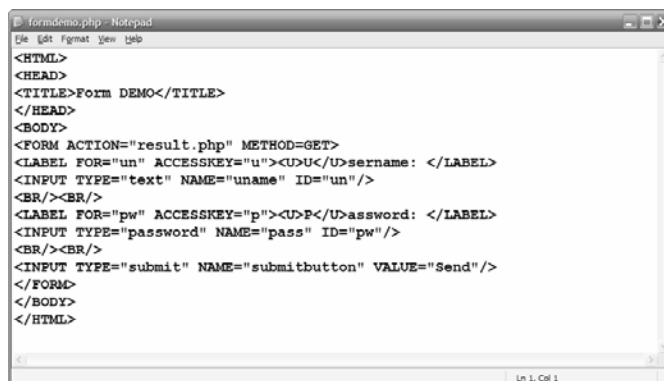 formdemo.php - Notepad
File Edit Format View Help
<HTML>
<HEAD>
<TITLE>Form DEMO</TITLE>
</HEAD>
<BODY>
<FORM ACTION="result.php" METHOD=GET>
<LABEL FOR="un" ACCESSKEY="u"><U>U</U>sername: </LABEL>
<INPUT TYPE="text" NAME="uname" ID="un"/>
<BR/><BR/>
<LABEL FOR="pw" ACCESSKEY="p"><U>P</U>assword: </LABEL>
<INPUT TYPE="password" NAME="pass" ID="pw"/>
<BR/><BR/>
<INPUT TYPE="submit" NAME="submitbutton" VALUE="Send"/>
</FORM>
</BODY>
</HTML>
Ln 1, Col 1